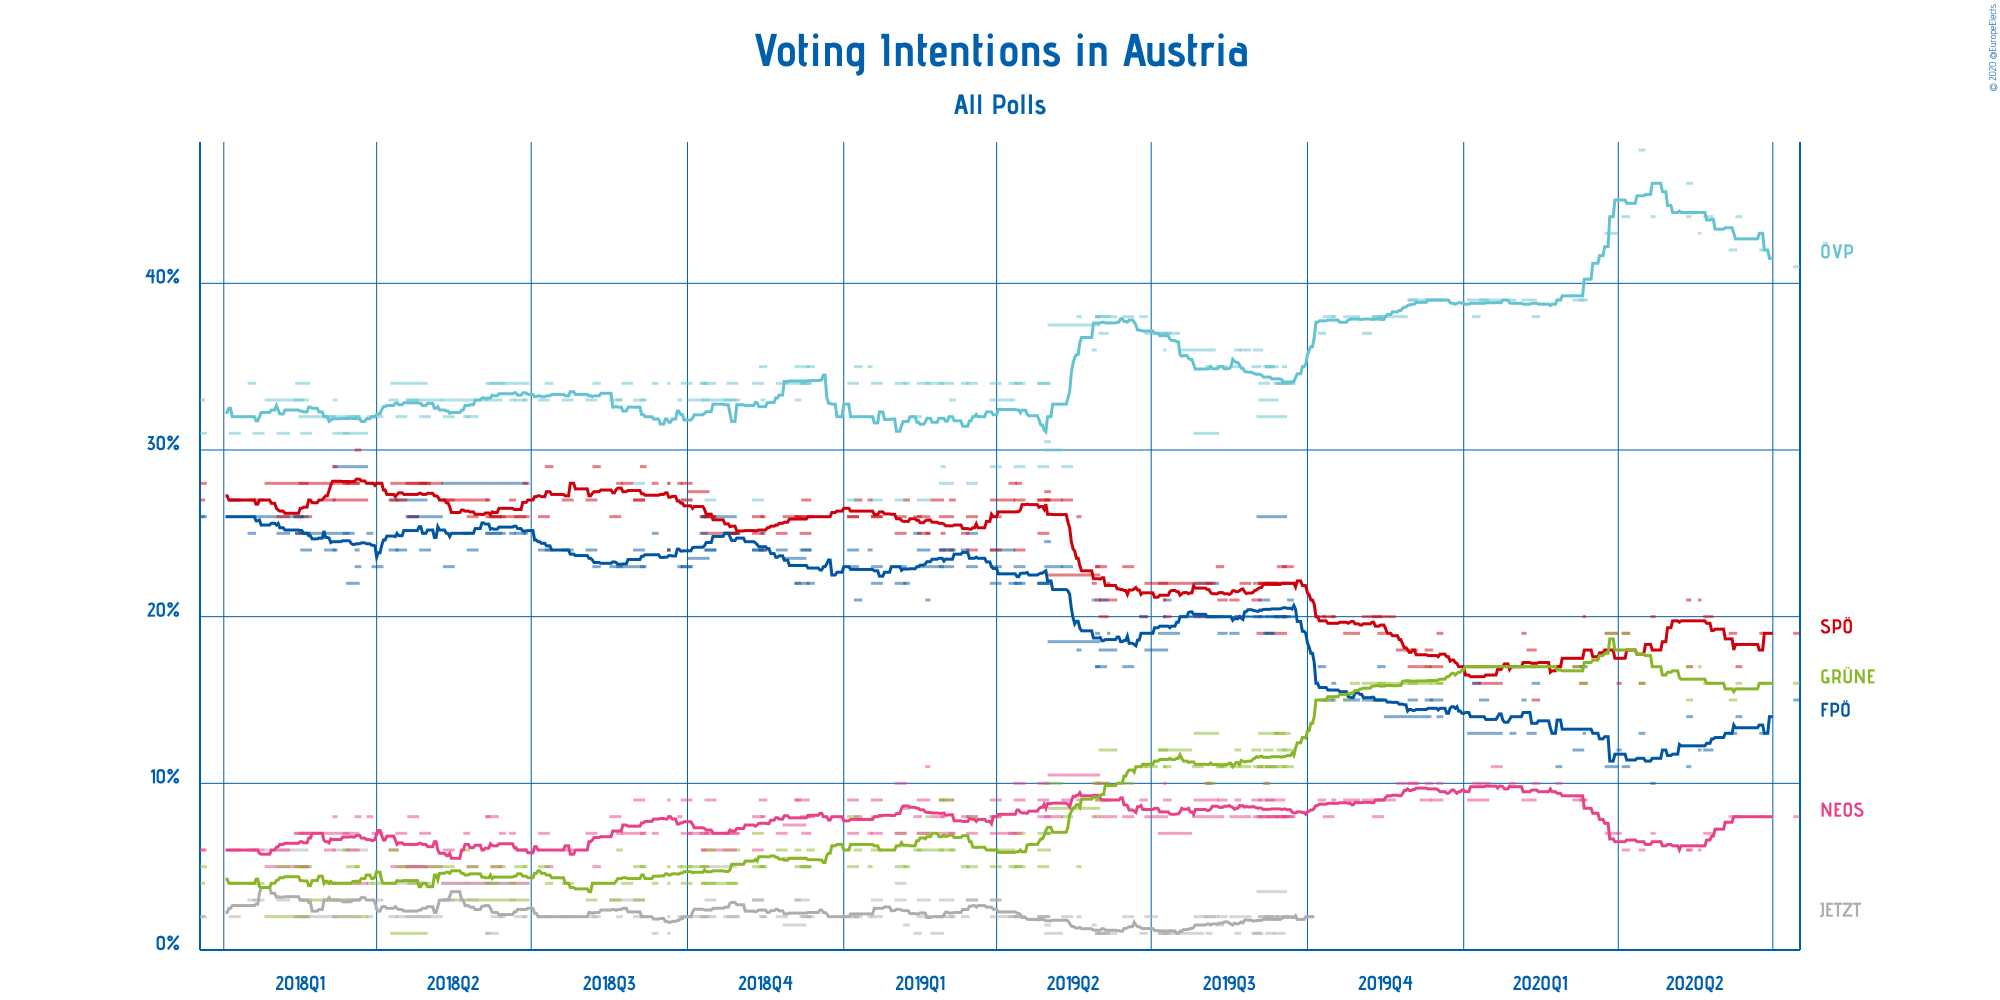 © 2020 @EuropeElects
Voting Intentions in Austria
All Polls
ÖVP
40%
30%
SPÖ
20%
GRÜNE
FPÖ
NEOS
10%
JETZT
0%
2018Q1 2018Q2 2018Q3 2018Q4 2019Q1 2019Q2 2019Q3 2019Q4 2020Q1 2020Q2